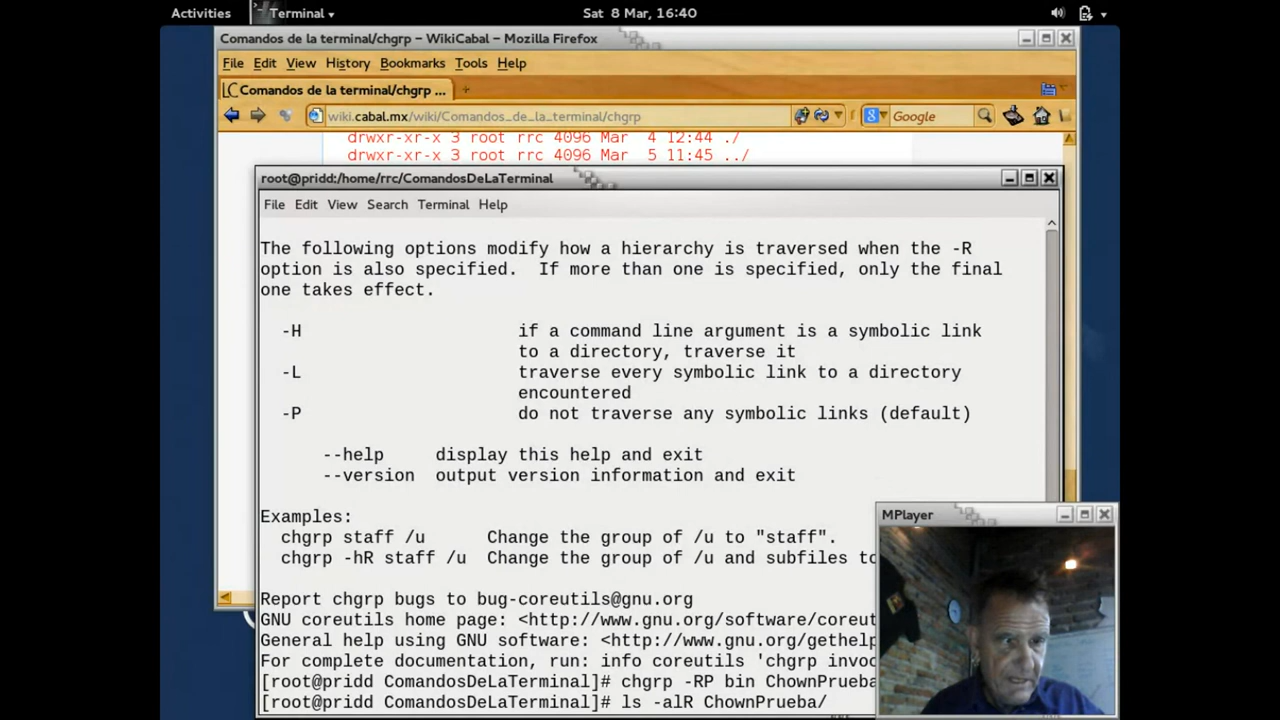 Activities
Terminal
Sat 8 Mar, 16:40
Comandos de la terminal/chgrp – WikiCabal – Mozilla Firefox
File Edit View History Bookmarks Tools Help
Comandos de la terminal/chgrp ...
wiki.cabal.mx/wiki/Comandos_de_la_terminal/chgrp
Google
drwxr-xr-x 3 root rrc 4096 Mar  4 12:44 ./
drwxr-xr-x 3 root rrc 4096 Mar  5 11:45 ../
root@pridd:/home/rrc/ComandosDeLaTerminal
File Edit View Search Terminal Help
The following options modify how a hierarchy is traversed when the -R
option is also specified.  If more than one is specified, only the final
one takes effect.
-H                     if a command line argument is a symbolic link
to a directory, traverse it
-L                     traverse every symbolic link to a directory
encountered
-P                     do not traverse any symbolic links (default)
--help     display this help and exit
--version  output version information and exit
Examples:
chgrp staff /u      Change the group of /u to "staff".
chgrp -hR staff /u  Change the group of /u and subfiles to
Report chgrp bugs to bug-coreutils@gnu.org
GNU coreutils home page: <http://www.gnu.org/software/coreut
General help using GNU software: <http://www.gnu.org/gethelp
For complete documentation, run: info coreutils 'chgrp invoc
[root@pridd ComandosDeLaTerminal]# chgrp -RP bin ChownPrueba
[root@pridd ComandosDeLaTerminal]# ls -alR ChownPrueba/
MPlayer